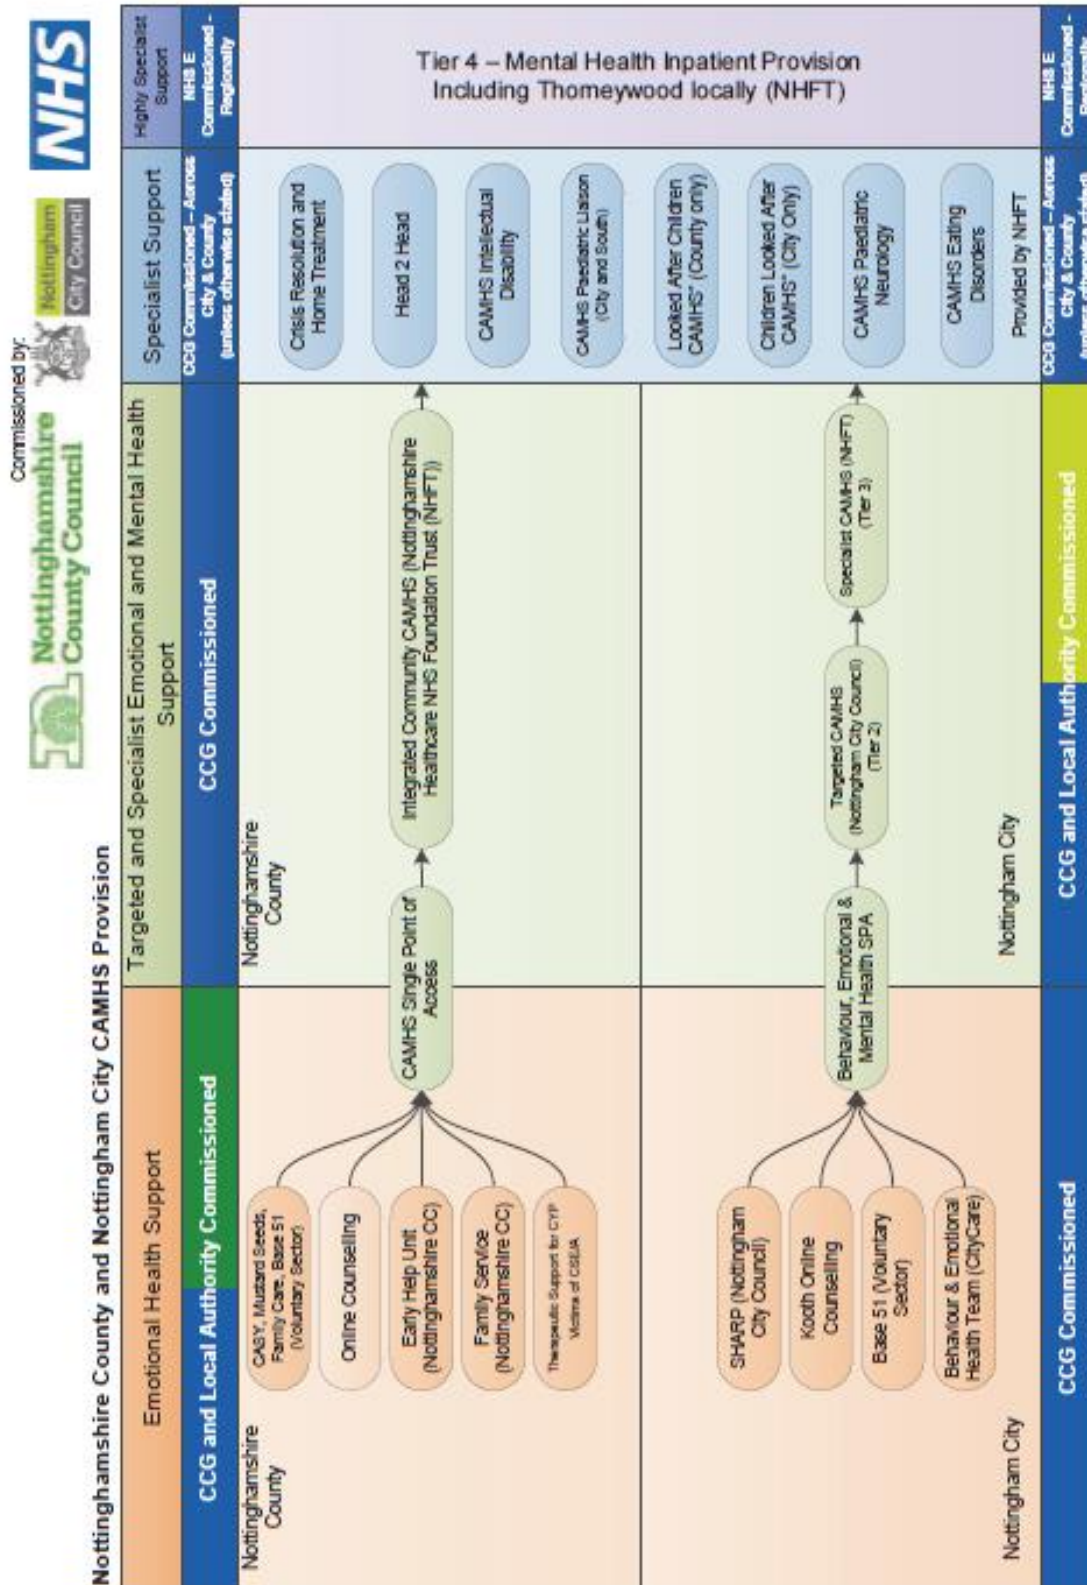 Commissioned by:
Nottinghamshire
County Council
Nottingham
City Council
NHS
Nottinghamshire County and Nottingham City CAMHS Provision
Emotional Health Support
Targeted and Specialist Emotional and Mental Health
Support
Specialist Support
Highly Specialist
Support
CCG and Local Authority Commissioned
CCG Commissioned
CCG Commissioned – Across
City & County
(unless otherwise stated)
NHS E
Commissioned -
Regionally
Nottinghamshire
County
CASY, Mustard Seeds,
Family Care, Base 51
(Voluntary Sector)
Online Counselling
Early Help Unit
(Nottinghamshire CC)
Family Service
(Nottinghamshire CC)
Therapeutic Support for CYP
Victims of CSE/A
CAMHS Single Point of
Access
Nottinghamshire
County
Integrated Community CAMHS (Nottinghamshire
Healthcare NHS Foundation Trust (NHFT))
Nottingham City
SHARP (Nottingham
City Council)
Kooth Online
Counselling
Base 51 (Voluntary
Sector)
Behaviour & Emotional
Health Team (CityCare)
Behaviour, Emotional &
Mental Health SPA
Targeted CAMHS
(Nottingham City Council)
(Tier 2)
Specialist CAMHS (NHFT)
(Tier 3)
Nottingham City
Crisis Resolution and
Home Treatment
Head 2 Head
CAMHS Intellectual
Disability
CAMHS Paediatric Liaison
(City and South)
Looked After Children
CAMHS* (County only)
Children Looked After
CAMHS* (City Only)
CAMHS Paediatric
Neurology
CAMHS Eating
Disorders
Provided by NHFT
Tier 4 – Mental Health Inpatient Provision
Including Thorneywood locally (NHFT)
CCG Commissioned
CCG and Local Authority Commissioned
CCG Commissioned – Across
City & County
NHS E
Commissioned -